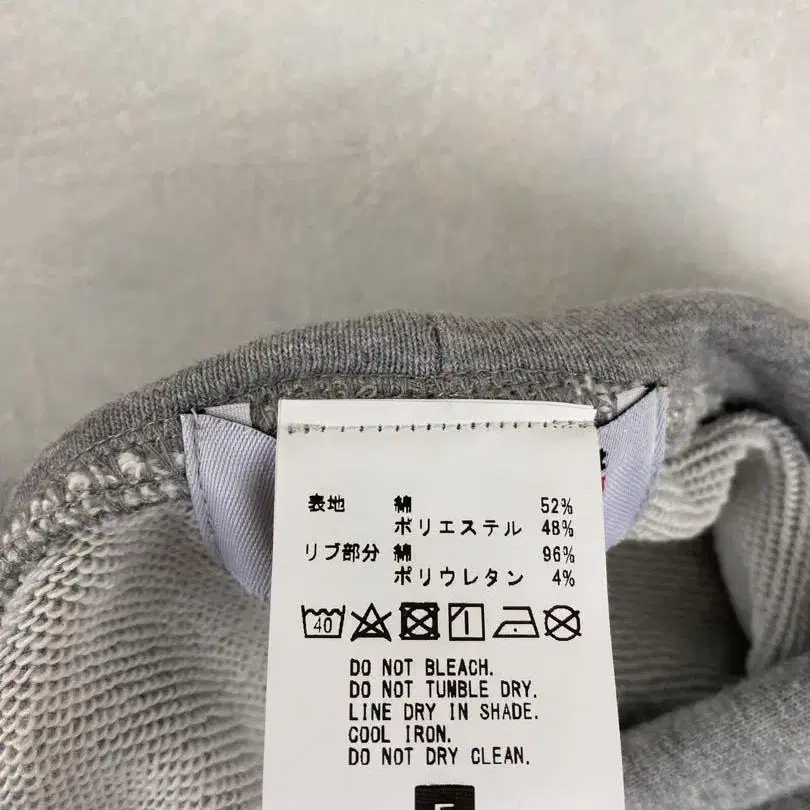 表地 綿 52%
ポリエステル 48%
リブ部分 綿 96%
ポリウレタン 4%
40
DO NOT BLEACH.
DO NOT TUMBLE DRY.
LINE DRY IN SHADE.
COOL IRON.
DO NOT DRY CLEAN.